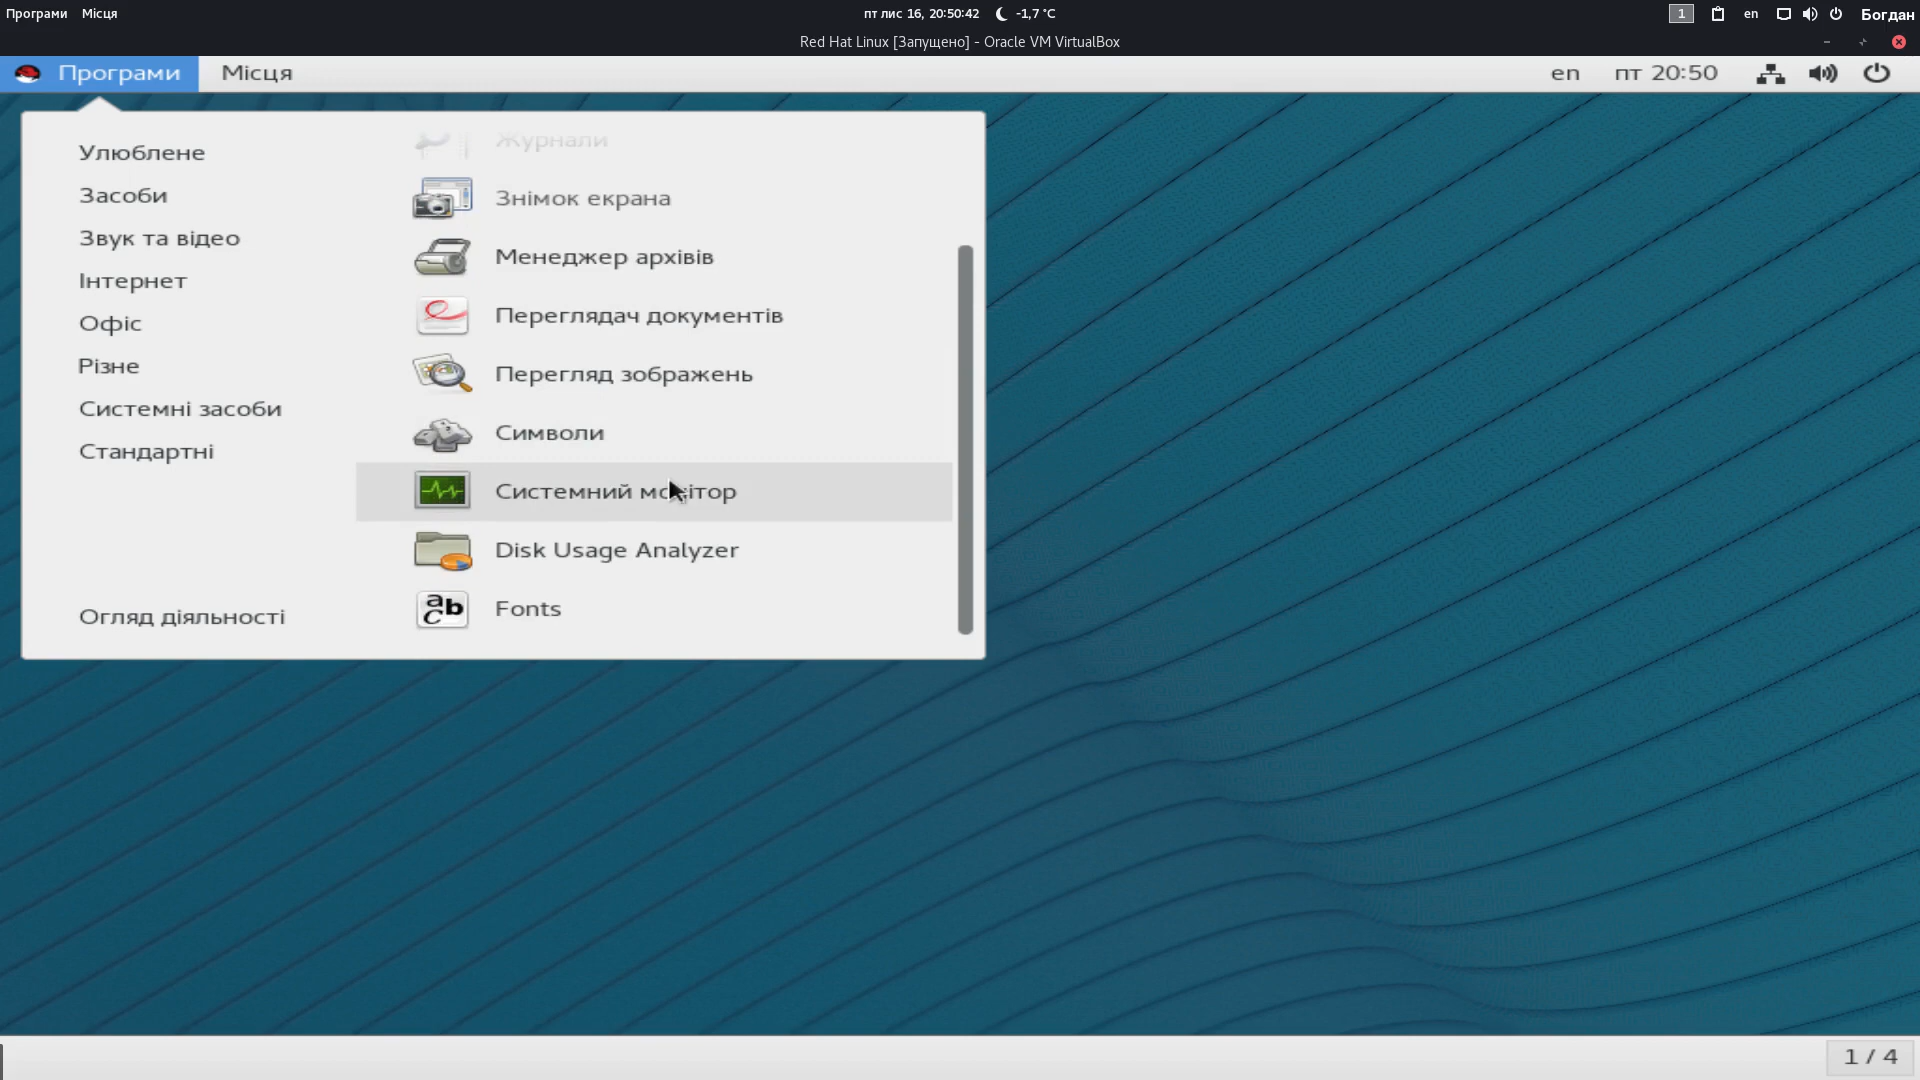 Програми Місця пт лис 16, 20:50:42 -1,7 °C 1 en Богдан
Red Hat Linux [Запущено] - Oracle VM VirtualBox
Програми Місця en пт 20:50
Улюблене
Засоби
Звук та відео
Інтернет
Офіс
Різне
Системні засоби
Стандартні
Огляд діяльності
Журнали
Знімок екрана
Менеджер архівів
Переглядач документів
Перегляд зображень
Символи
Системний монітор
Disk Usage Analyzer
Fonts
1 / 4